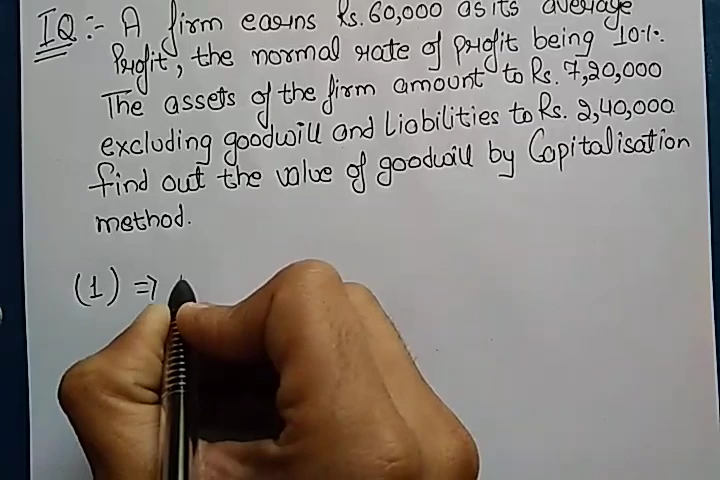 IQ:- A firm earns Rs. 60,000 as its average
Profit, the normal rate of profit being 10%.
The assets of the firm amount to Rs. 7,20,000
excluding goodwill and Liabilities to Rs. 2,40,000
find out the value of goodwill by Capitalisation
method.
(1) =>